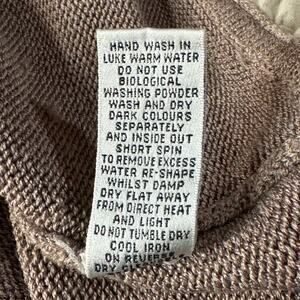 HAND WASH IN
LUKE WARM WATER
DO NOT USE
BIOLOGICAL
WASHING POWDER
WASH AND DRY
DARK COLOURS
SEPARATELY
AND INSIDE OUT
SHORT SPIN
TO REMOVE EXCESS
WATER RE-SHAPE
WHILST DAMP
DRY FLAT AWAY
FROM DIRECT HEAT
AND LIGHT
DO NOT TUMBLE DRY
COOL IRON
ON REVERSE
DRY